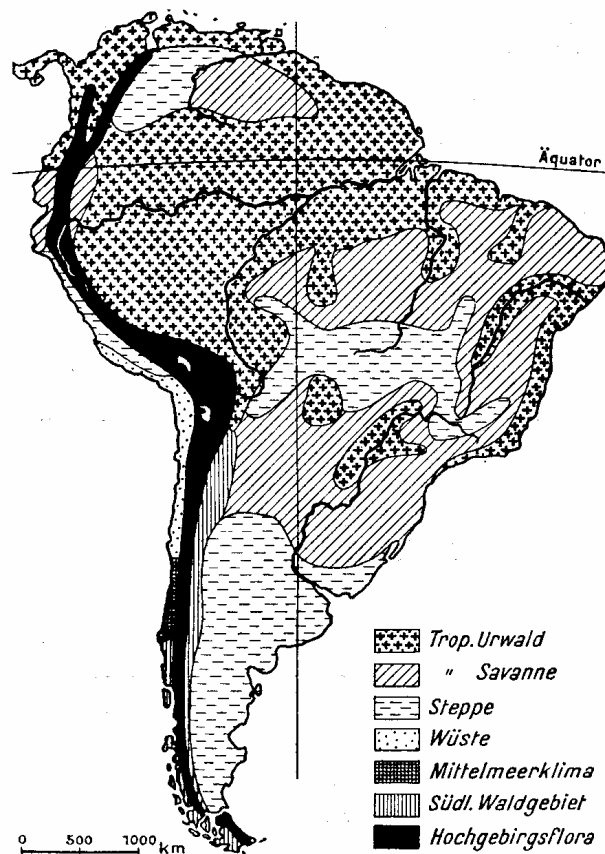 Äquator
Trop. Urwald
" Savanne
Steppe
Wüste
Mittelmeerklima
Südl. Waldgebiet
Hochgebirgsflora
0 500 1000
km